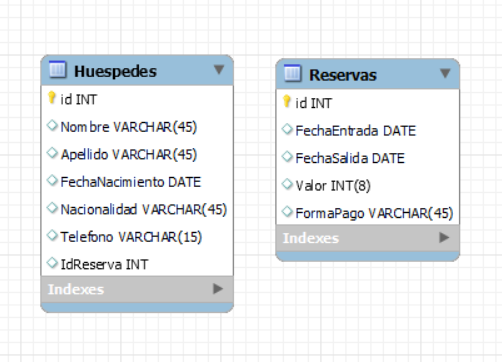 Huespedes
id INT
Nombre VARCHAR(45)
Apellido VARCHAR(45)
FechaNacimiento DATE
Nacionalidad VARCHAR(45)
Telefono VARCHAR(15)
IdReserva INT
Indexes
Reservas
id INT
FechaEntrada DATE
FechaSalida DATE
Valor INT(8)
FormaPago VARCHAR(45)
Indexes